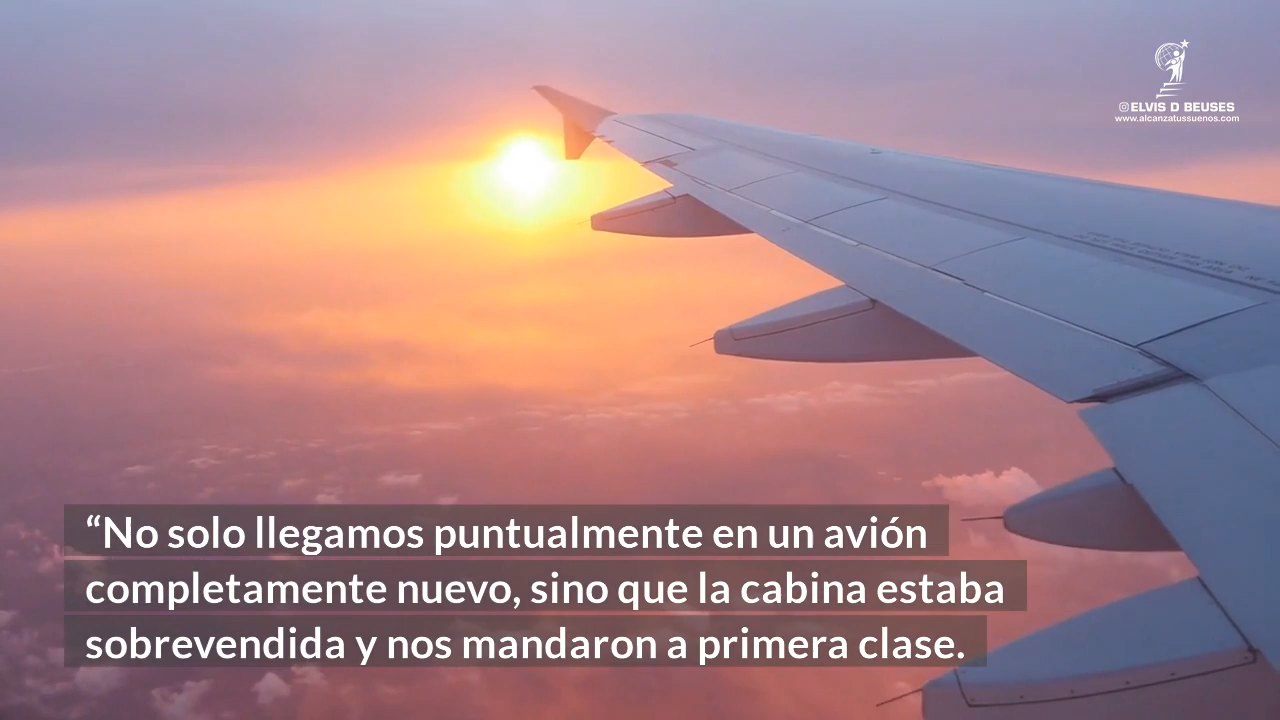 ELVIS D BEUSES
www.alcanzatussuenos.com
“No solo llegamos puntualmente en un avión
completamente nuevo, sino que la cabina estaba
sobrevendida y nos mandaron a primera clase.